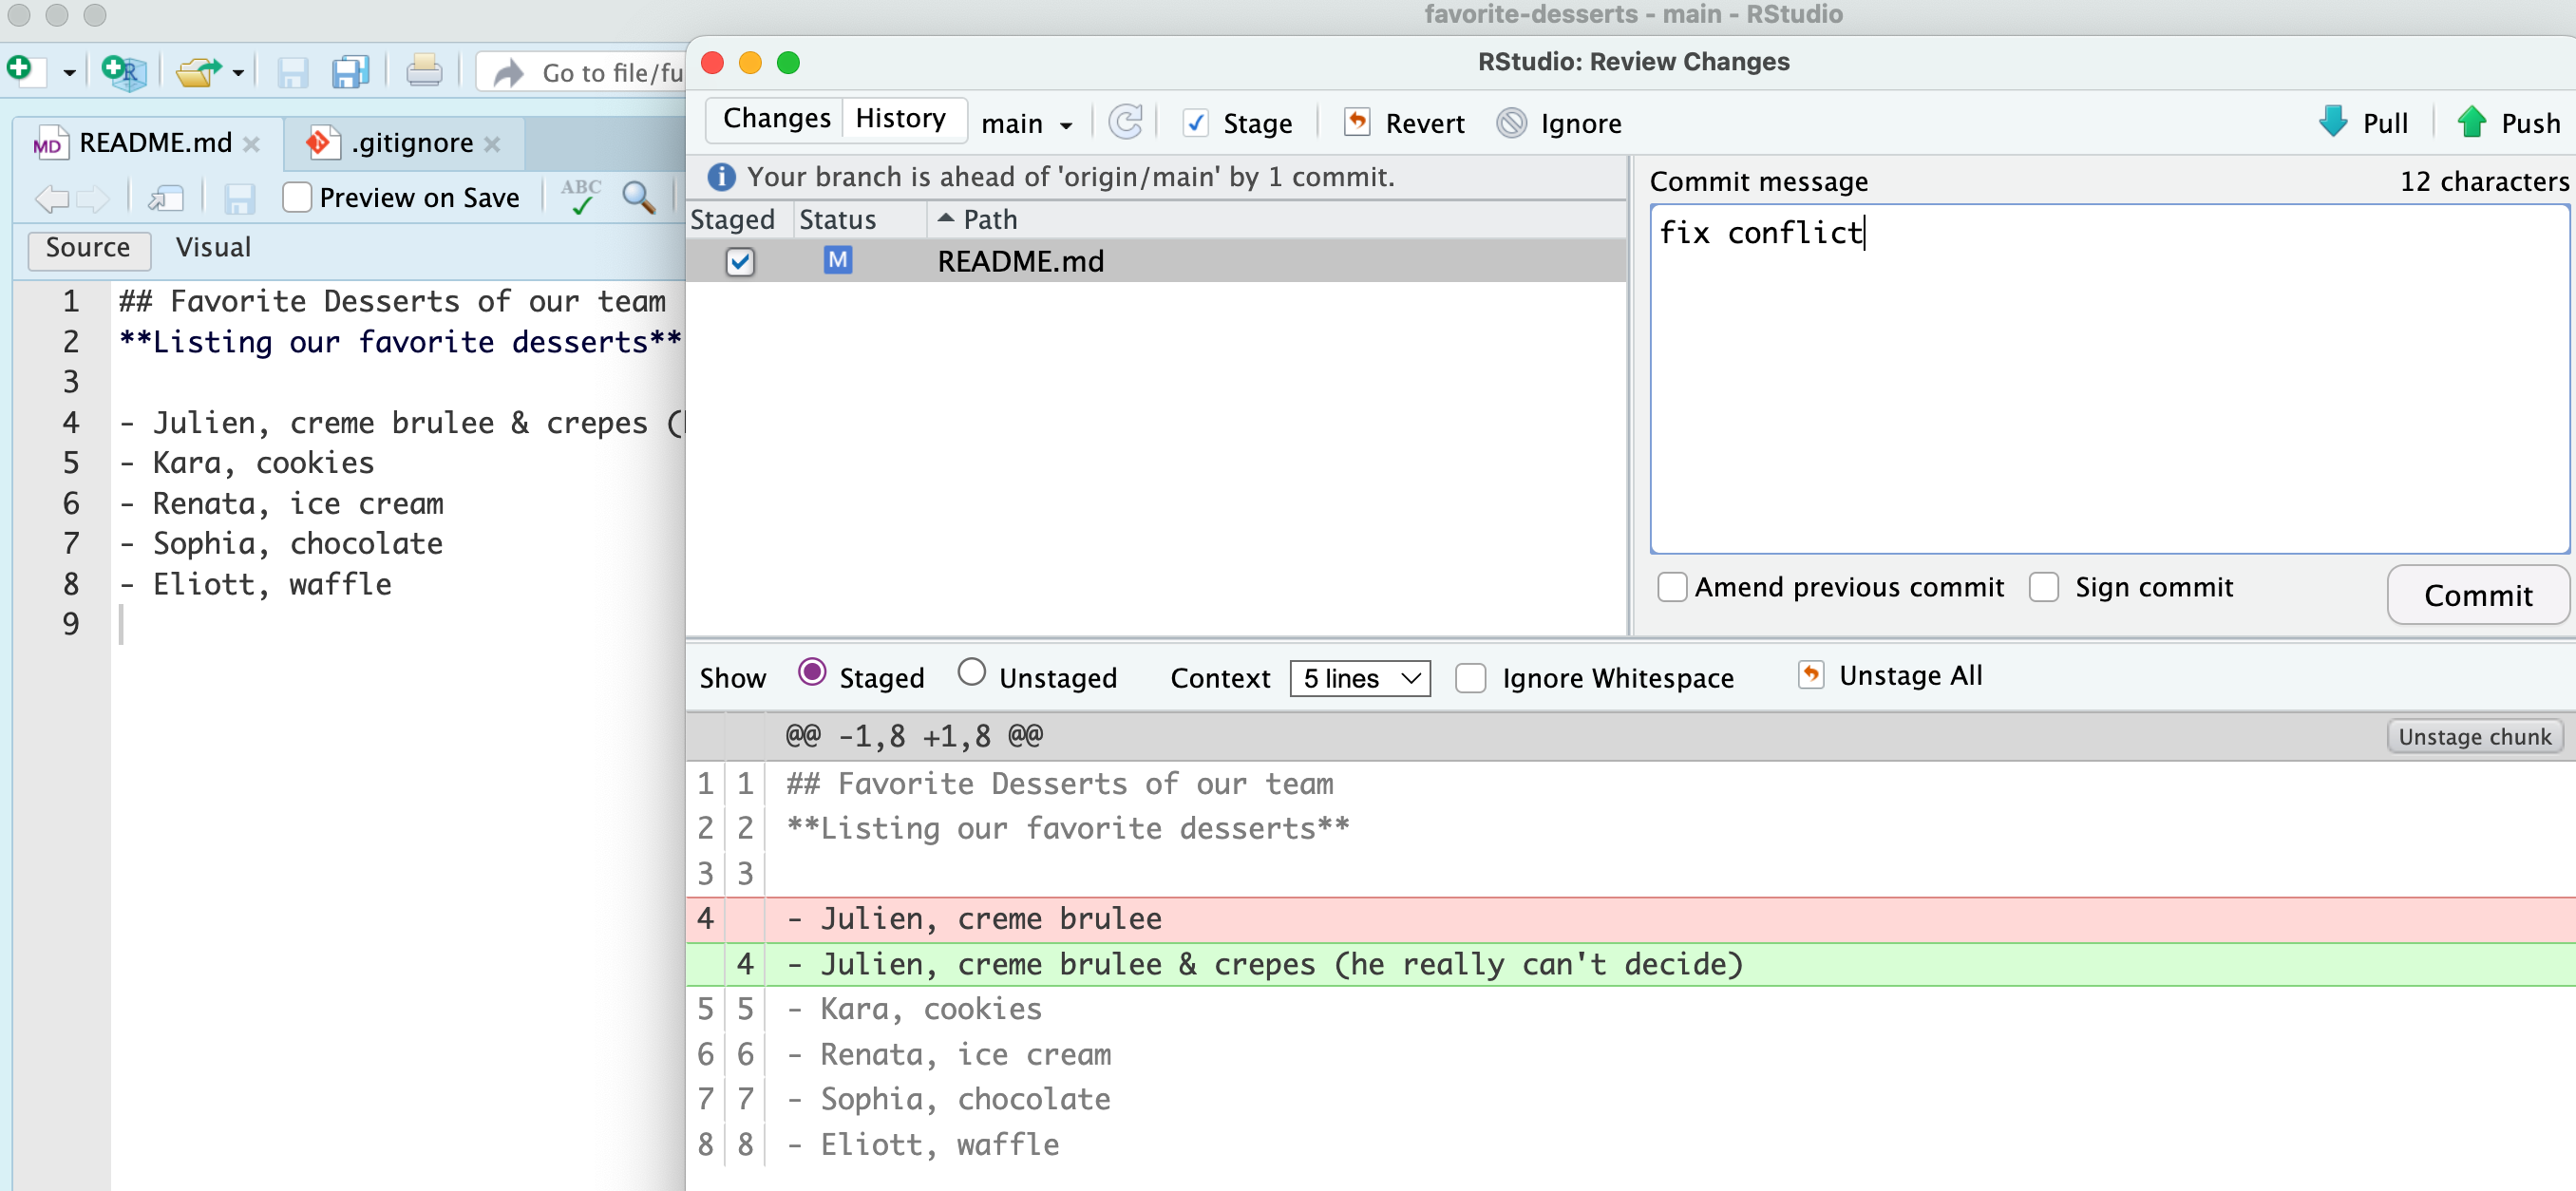 favorite-desserts - main - RStudio
Go to file/fu
README.md
.gitignore
Preview on Save
ABC
Source Visual
1 ## Favorite Desserts of our team
2 **Listing our favorite desserts**
3
4 - Julien, creme brulee & crepes (
5 - Kara, cookies
6 - Renata, ice cream
7 - Sophia, chocolate
8 - Eliott, waffle
9
RStudio: Review Changes
Changes History main Stage Revert Ignore Pull Push
Your branch is ahead of 'origin/main' by 1 commit.
Staged Status Path
M README.md
Commit message 12 characters
fix conflict
Amend previous commit Sign commit Commit
Show Staged Unstaged Context 5 lines Ignore Whitespace Unstage All
@@ -1,8 +1,8 @@ Unstage chunk
1 1 ## Favorite Desserts of our team
2 2 **Listing our favorite desserts**
3 3
4 - Julien, creme brulee
4 - Julien, creme brulee & crepes (he really can't decide)
5 5 - Kara, cookies
6 6 - Renata, ice cream
7 7 - Sophia, chocolate
8 8 - Eliott, waffle